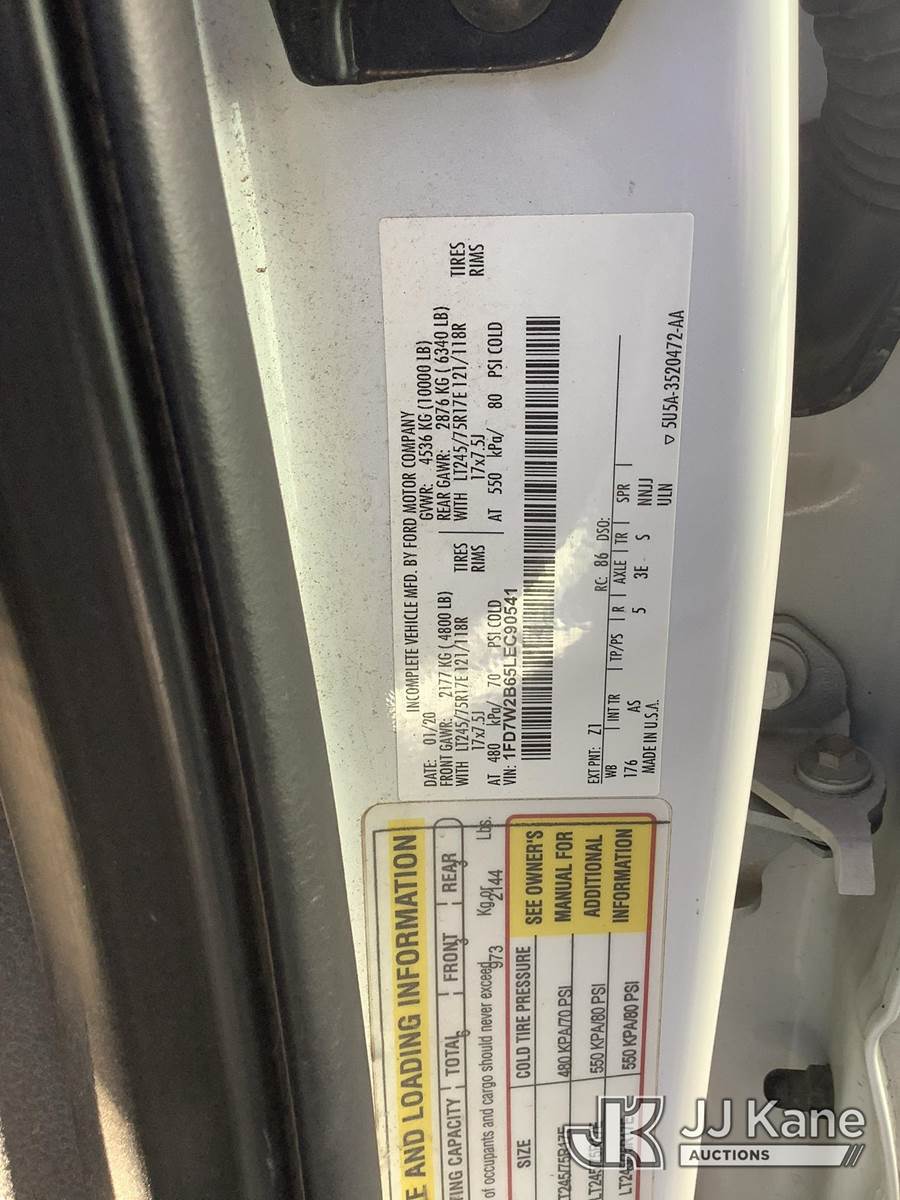 INCOMPLETE VEHICLE MFD. BY FORD MOTOR COMPANY
DATE: 01/20 GVWR: 4536 KG (10000 LB)
FRONT GAWR: 2177 KG ( 4800 LB) REAR GAWR: 2876 KG ( 6340 LB)
WITH LT245/75R17E 121/118R TIRES WITH LT245/75R17E 121/118R TIRES
17x7.5J RIMS 17x7.5J RIMS
AT 480 kPa/ 70 PSI COLD AT 550 kPa/ 80 PSI COLD
VIN: 1FD7W2B65LEC90541
EXT PNT: Z1 RC: 86 DSO:
WB INT TR TP/PS R AXLE TR SPR
176 AS 5 3E S NNJJ
MADE IN U.S.A. ULN
▽ 5U5A-3520472-AA
E AND LOADING INFORMATION
ING CAPACITY TOTAL 6 FRONT 3 REAR 3
of occupants and cargo should never exceed 973 Kg or 2144 Lbs.
SIZE COLD TIRE PRESSURE SEE OWNER'S
MANUAL FOR
ADDITIONAL
INFORMATION
480 KPA/70 PSI
550 KPA/80 PSI
550 KPA/80 PSI
JJ Kane
AUCTIONS